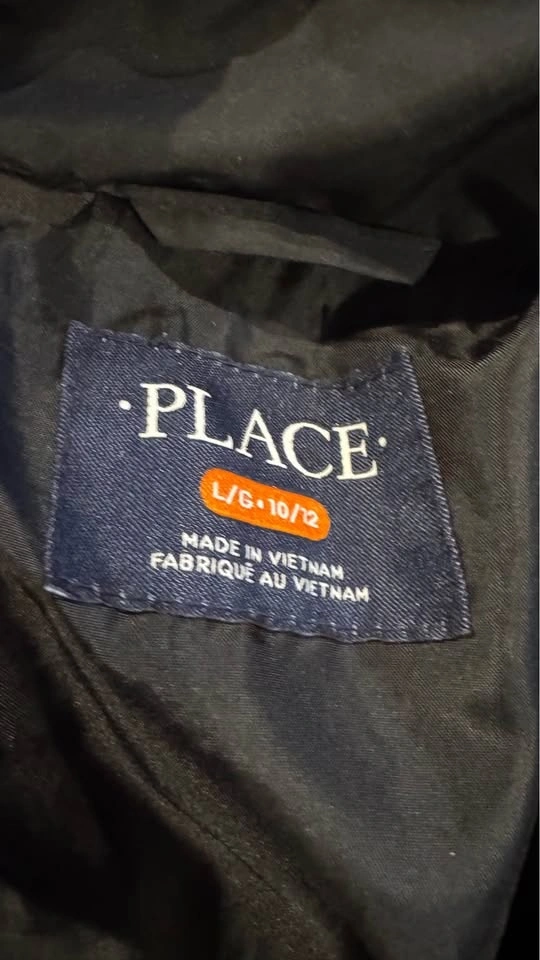 ·PLACE·
L/G•10/12
MADE IN VIETNAM
FABRIQUÉ AU VIETNAM